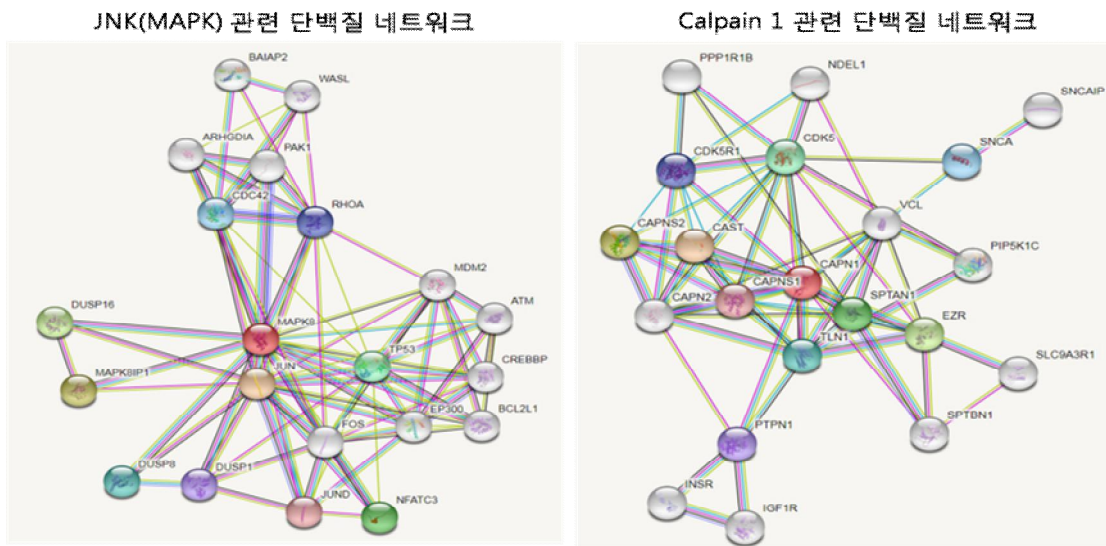 JNK(MAPK) 관련 단백질 네트워크
Calpain 1 관련 단백질 네트워크
BAIAP2
WASL
ARHGDIA
PAK1
CDC42
RHOA
MDM2
ATM
DUSP16
MAPK8
TP53
CREBBP
MAPK8IP1
JUN
EP300
BCL2L1
FOS
DUSP8
DUSP1
JUND
NFATC3
PPP1R1B
NDEL1
SNCAIP
CDK5R1
CDK5
SNCA
CAPNS2
CAST
VCL
PIP5K1C
CAPN1
CAPN2
CAPNS1
SPTAN1
EZR
TLN1
SLC9A3R1
SPTBN1
PTPN1
INSR
IGF1R